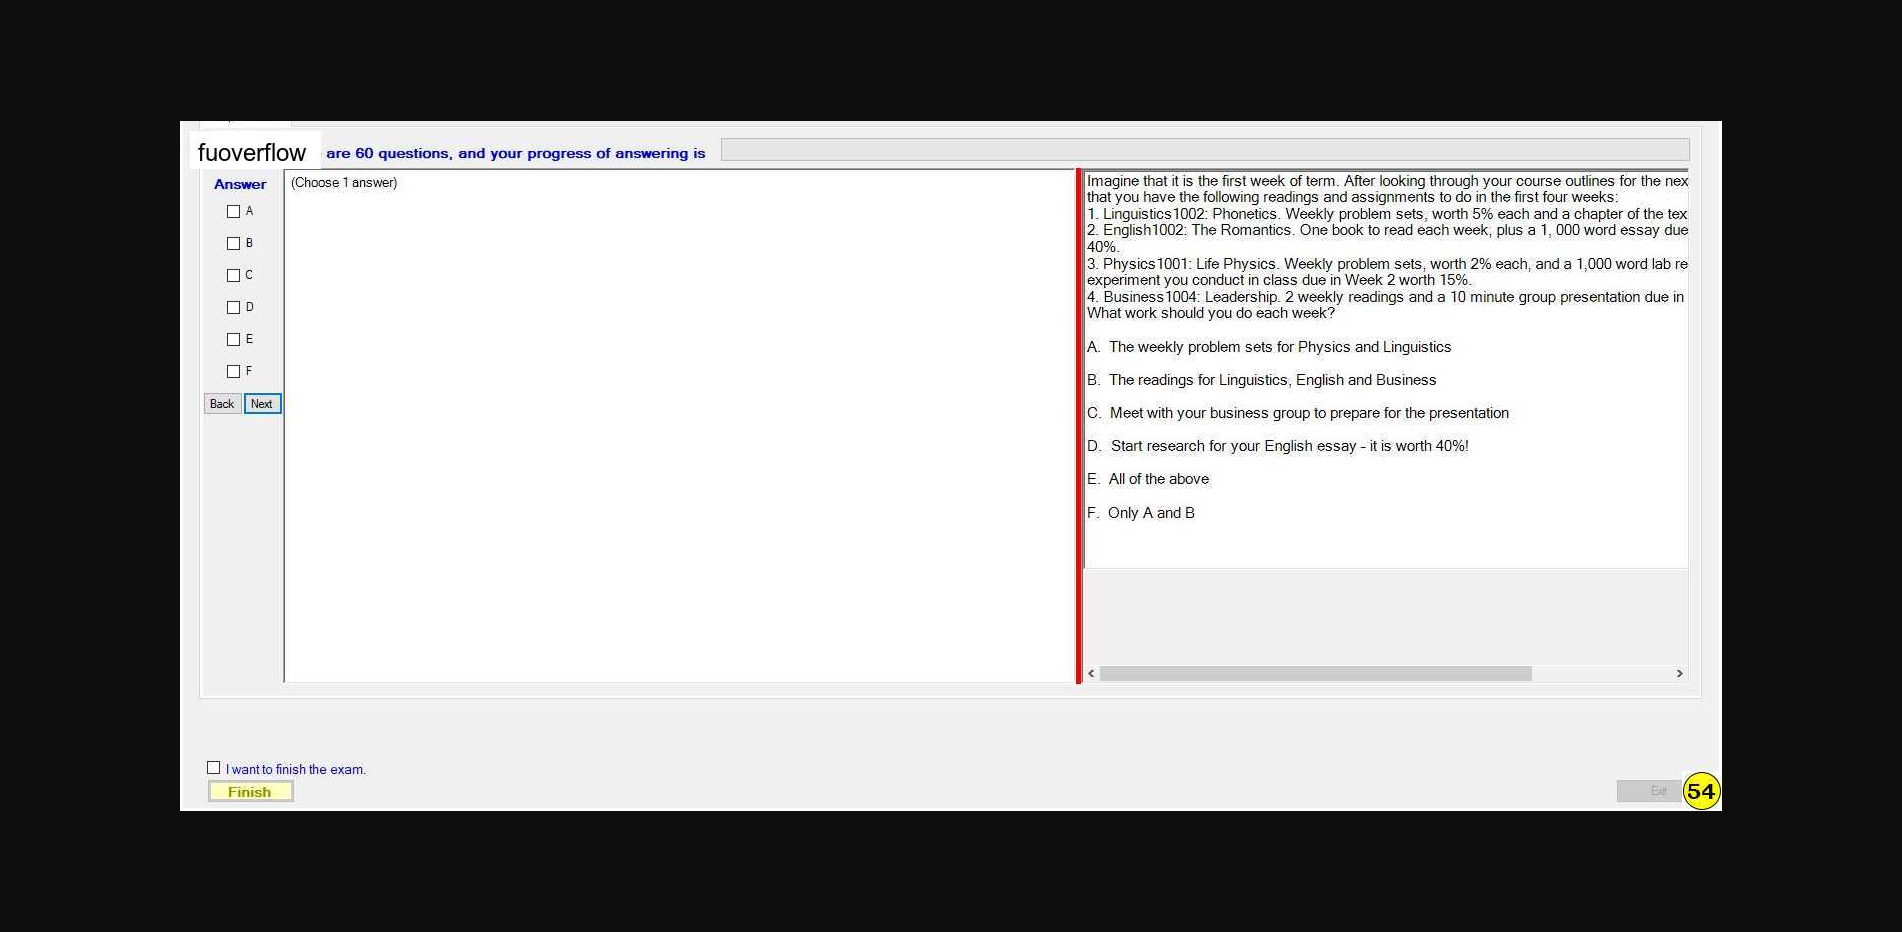 fuoverflow are 60 questions, and your progress of answering is
Answer
A
B
C
D
E
F
Back Next
(Choose 1 answer)
Imagine that it is the first week of term. After looking through your course outlines for the nex
that you have the following readings and assignments to do in the first four weeks:
1. Linguistics1002: Phonetics. Weekly problem sets, worth 5% each and a chapter of the tex
2. English1002: The Romantics. One book to read each week, plus a 1, 000 word essay due
40%.
3. Physics1001: Life Physics. Weekly problem sets, worth 2% each, and a 1,000 word lab re
experiment you conduct in class due in Week 2 worth 15%.
4. Business1004: Leadership. 2 weekly readings and a 10 minute group presentation due in
What work should you do each week?
A. The weekly problem sets for Physics and Linguistics
B. The readings for Linguistics, English and Business
C. Meet with your business group to prepare for the presentation
D. Start research for your English essay - it is worth 40%!
E. All of the above
F. Only A and B
I want to finish the exam.
Finish
Exit
54